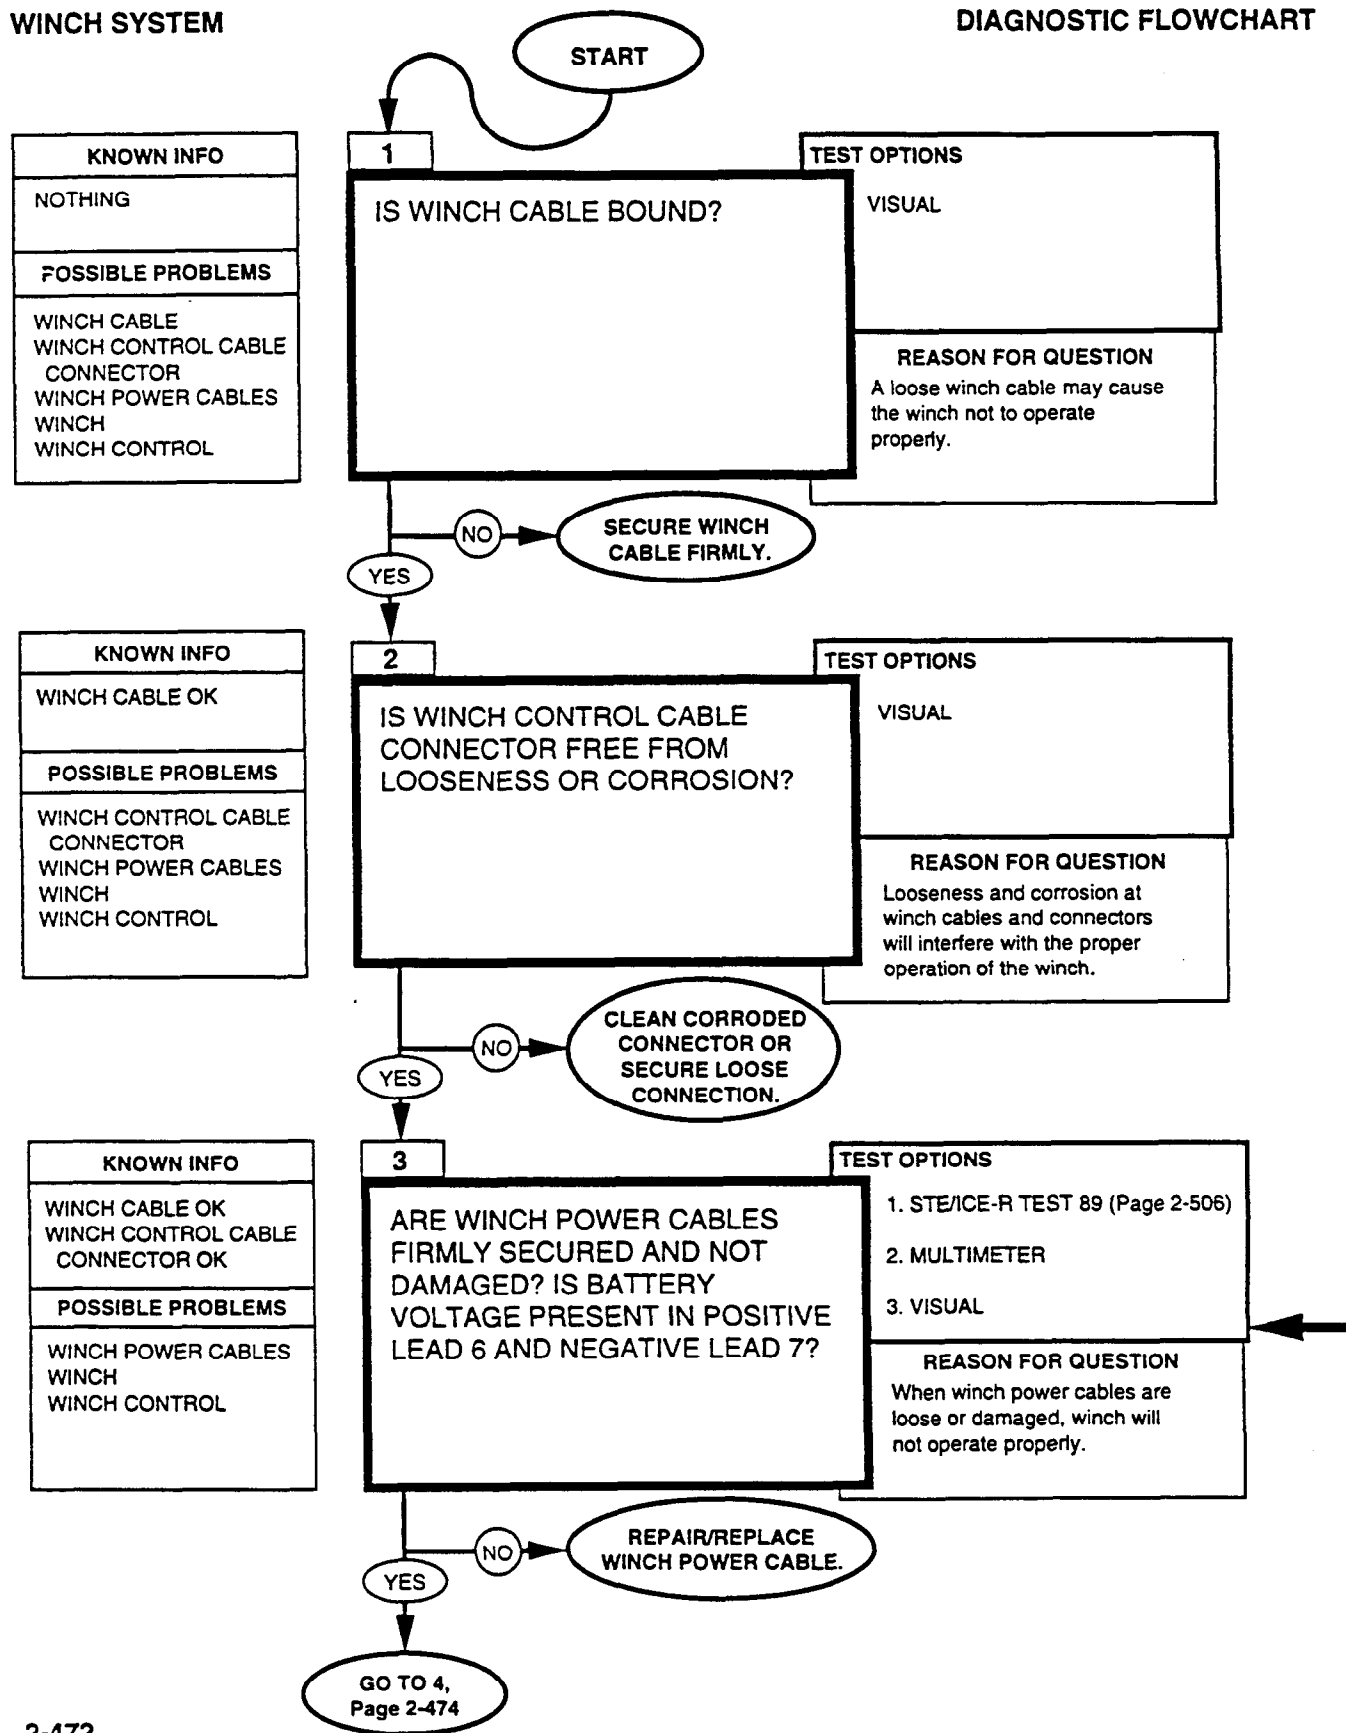 WINCH SYSTEM
DIAGNOSTIC FLOWCHART
START
KNOWN INFO
NOTHING
POSSIBLE PROBLEMS
WINCH CABLE
WINCH CONTROL CABLE
CONNECTOR
WINCH POWER CABLES
WINCH
WINCH CONTROL
1
IS WINCH CABLE BOUND?
TEST OPTIONS
VISUAL
REASON FOR QUESTION
A loose winch cable may cause
the winch not to operate
properly.
NO
SECURE WINCH
CABLE FIRMLY.
YES
KNOWN INFO
WINCH CABLE OK
POSSIBLE PROBLEMS
WINCH CONTROL CABLE
CONNECTOR
WINCH POWER CABLES
WINCH
WINCH CONTROL
2
IS WINCH CONTROL CABLE
CONNECTOR FREE FROM
LOOSENESS OR CORROSION?
TEST OPTIONS
VISUAL
REASON FOR QUESTION
Looseness and corrosion at
winch cables and connectors
will interfere with the proper
operation of the winch.
NO
CLEAN CORRODED
CONNECTOR OR
SECURE LOOSE
CONNECTION.
YES
KNOWN INFO
WINCH CABLE OK
WINCH CONTROL CABLE
CONNECTOR OK
POSSIBLE PROBLEMS
WINCH POWER CABLES
WINCH
WINCH CONTROL
3
ARE WINCH POWER CABLES
FIRMLY SECURED AND NOT
DAMAGED? IS BATTERY
VOLTAGE PRESENT IN POSITIVE
LEAD 6 AND NEGATIVE LEAD 7?
TEST OPTIONS
1. STE/ICE-R TEST 89 (Page 2-506)
2. MULTIMETER
3. VISUAL
REASON FOR QUESTION
When winch power cables are
loose or damaged, winch will
not operate properly.
NO
REPAIR/REPLACE
WINCH POWER CABLE.
YES
GO TO 4,
Page 2-474
2-472